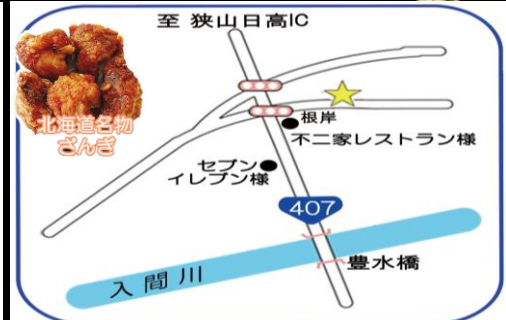 至 狭山日高IC
北海道名物
ざんぎ
根岸
不二家レストラン様
セブン
イレブン様
407
豊水橋
入間川